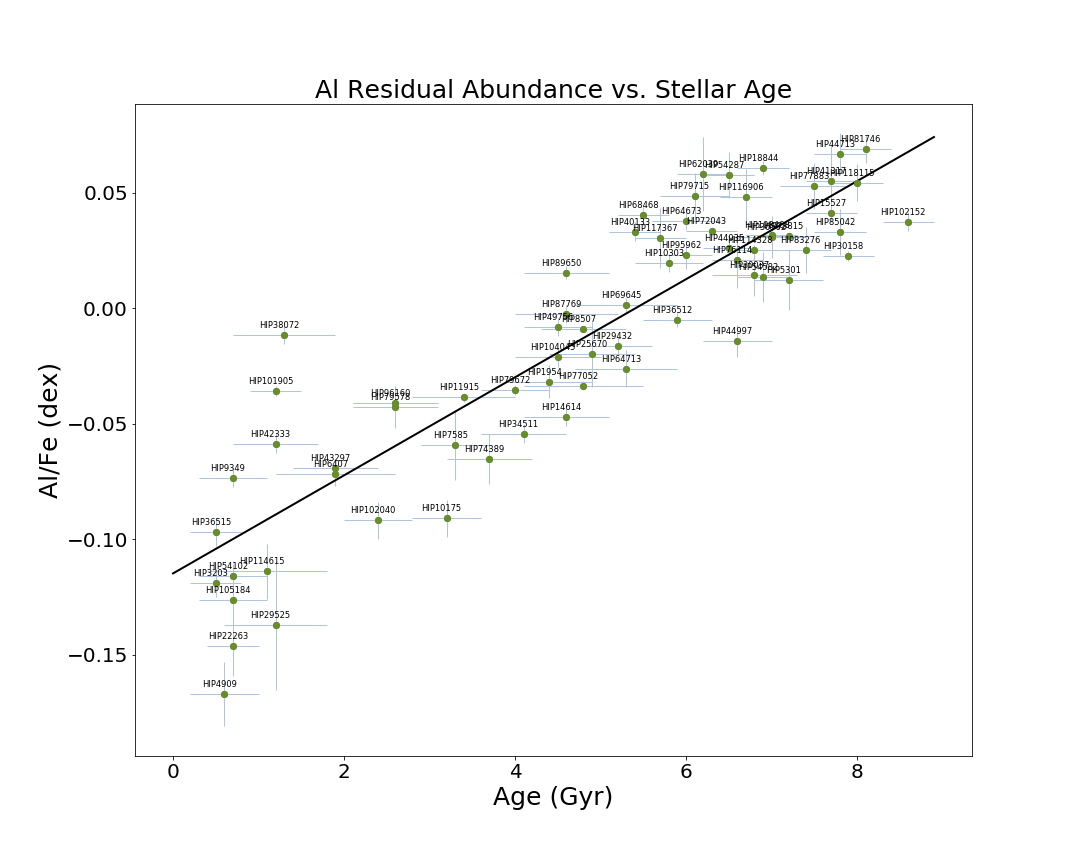 Al Residual Abundance vs. Stellar Age
Al/Fe (dex)
0.05
0.00
−0.05
−0.10
−0.15
0
2
4
6
8
Age (Gyr)
HIP81746
HIP44713
HIP18844
HIP54287
HIP118115
HIP77883
HIP79715
HIP116906
HIP15527
HIP102152
HIP68468
HIP64673
HIP40133
HIP72043
HIP85042
HIP117367
HIP83276
HIP114328
HIP95962
HIP10303
HIP30158
HIP5301
HIP89650
HIP69645
HIP36512
HIP87769
HIP8507
HIP44997
HIP29432
HIP25670
HIP104045
HIP64713
HIP1954
HIP77052
HIP79672
HIP38072
HIP101905
HIP96160
HIP79578
HIP11915
HIP14614
HIP34511
HIP42333
HIP7585
HIP74389
HIP43297
HIP6407
HIP9349
HIP102040
HIP10175
HIP36515
HIP114615
HIP54102
HIP3203
HIP105184
HIP29525
HIP22263
HIP4909